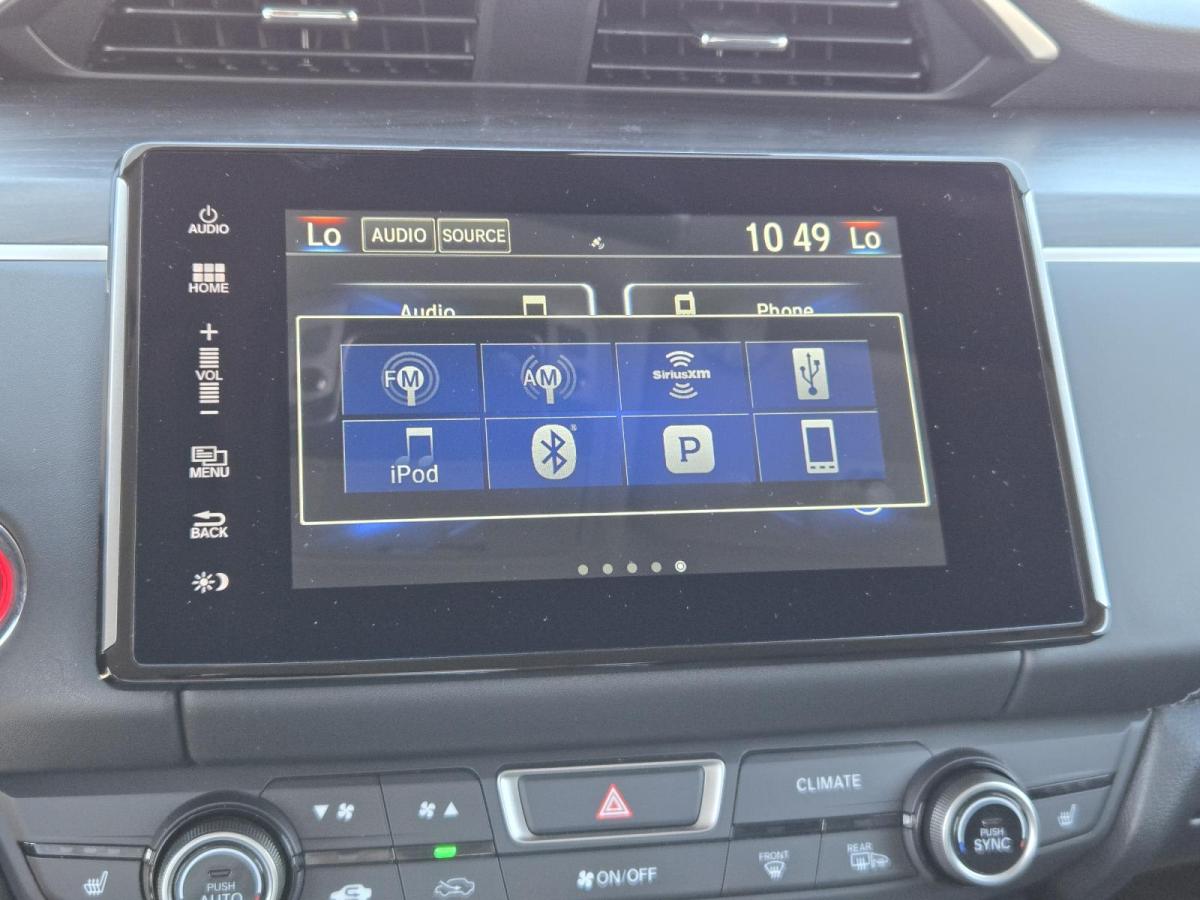 AUDIO
HOME
+
VOL
−
MENU
BACK
Lo AUDIO SOURCE 10 49 Lo
Audio Phone
FM AM SiriusXm
iPod P
CLIMATE
PUSH
AUTO
ON/OFF
FRONT
REAR
PUSH
SYNC